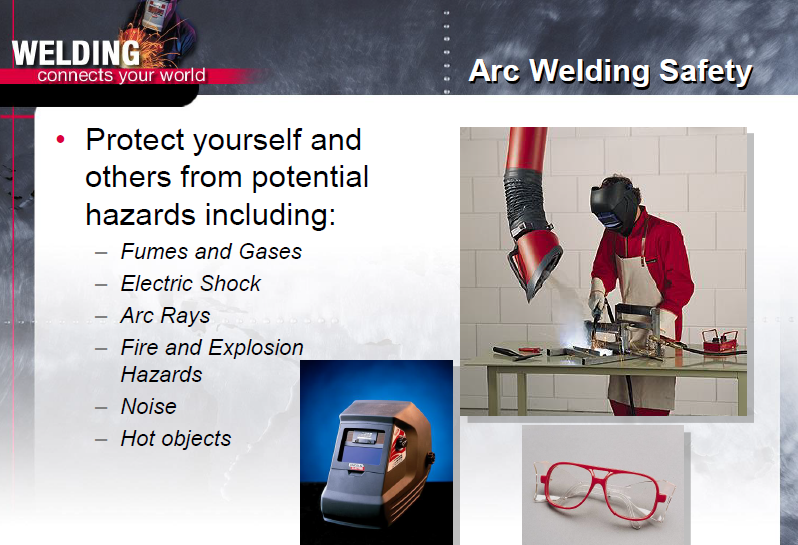 WELDING
connects your world
Arc Welding Safety
• Protect yourself and
others from potential
hazards including:
– Fumes and Gases
– Electric Shock
– Arc Rays
– Fire and Explosion
Hazards
– Noise
– Hot objects